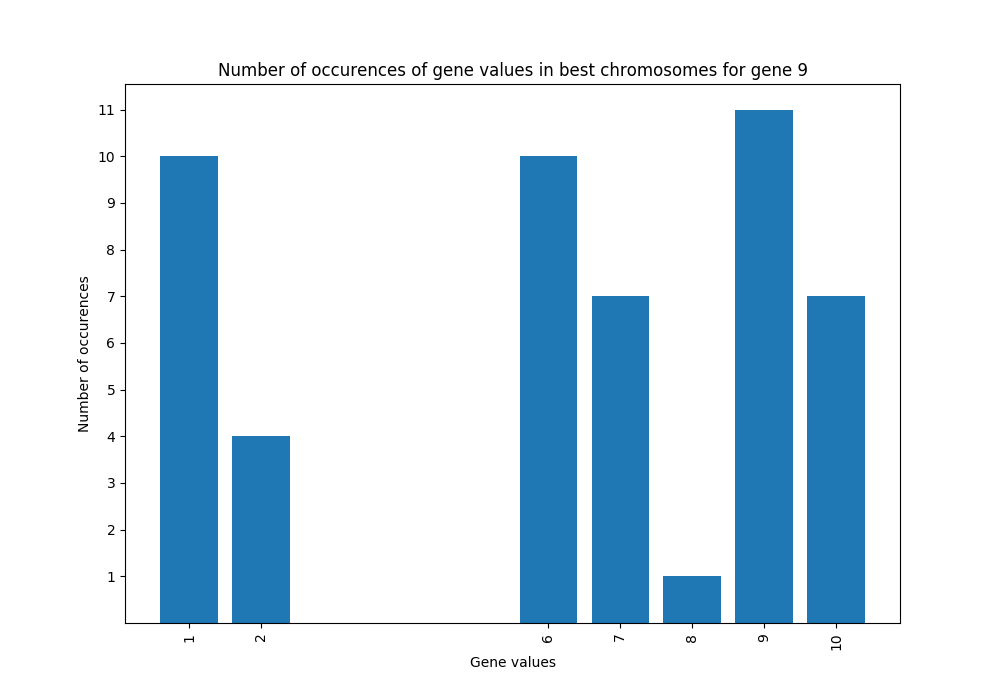 Number of occurences of gene values in best chromosomes for gene 9
11
10
9
8
7
6
5
4
3
2
1
Number of occurences
1 2 6 7 8 9 10
Gene values